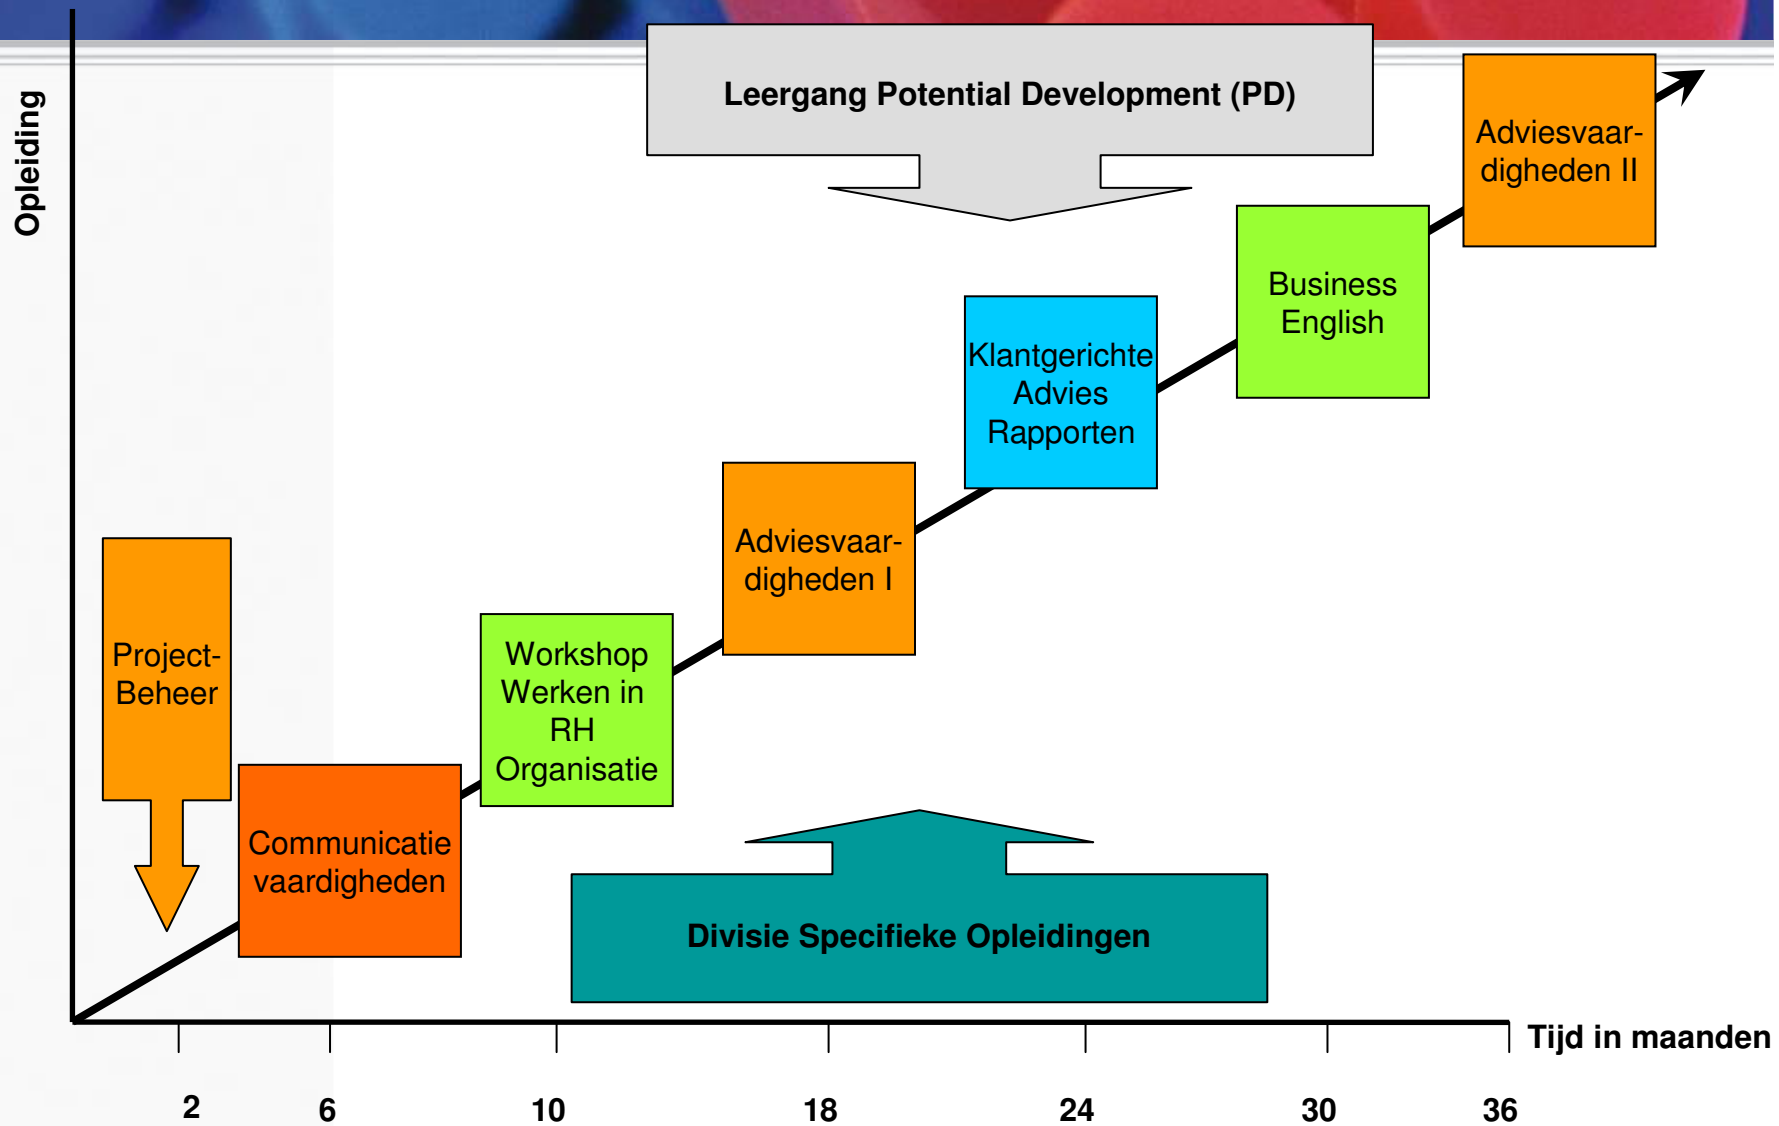 Opleiding
Leergang Potential Development (PD)
Adviesvaar-
digheden II
Business
English
Klantgerichte
Advies
Rapporten
Adviesvaar-
digheden I
Project-
Beheer
Workshop
Werken in
RH
Organisatie
Communicatie
vaardigheden
Divisie Specifieke Opleidingen
Tijd in maanden
2 6 10 18 24 30 36